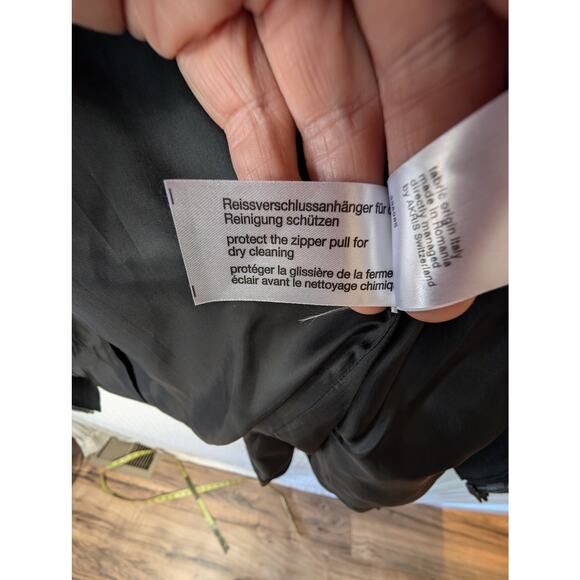 Reissverschlussanhänger für
Reinigung schützen
protect the zipper pull for
dry cleaning
protéger la glissière de la ferme
éclair avant le nettoyage chimiq
fabric origin Italy
made in Romania
directly managed
by AKRIS Switzerland